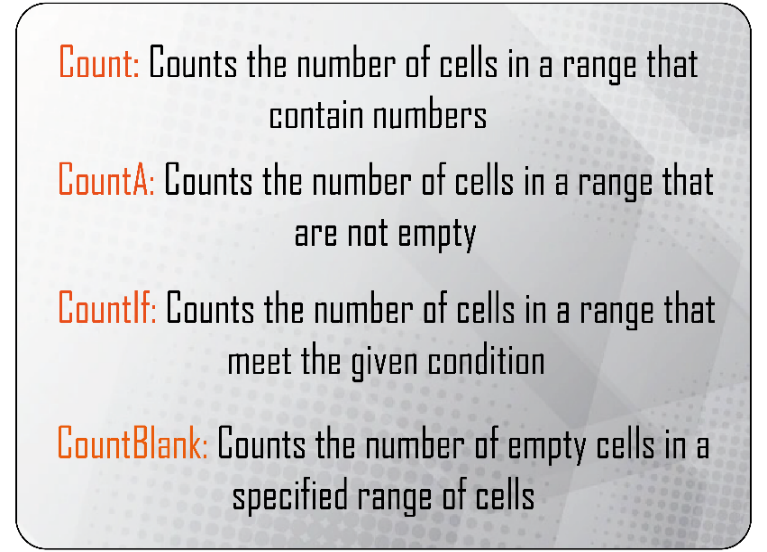 Count: Counts the number of cells in a range that
contain numbers
CountA: Counts the number of cells in a range that
are not empty
CountIf: Counts the number of cells in a range that
meet the given condition
CountBlank: Counts the number of empty cells in a
specified range of cells